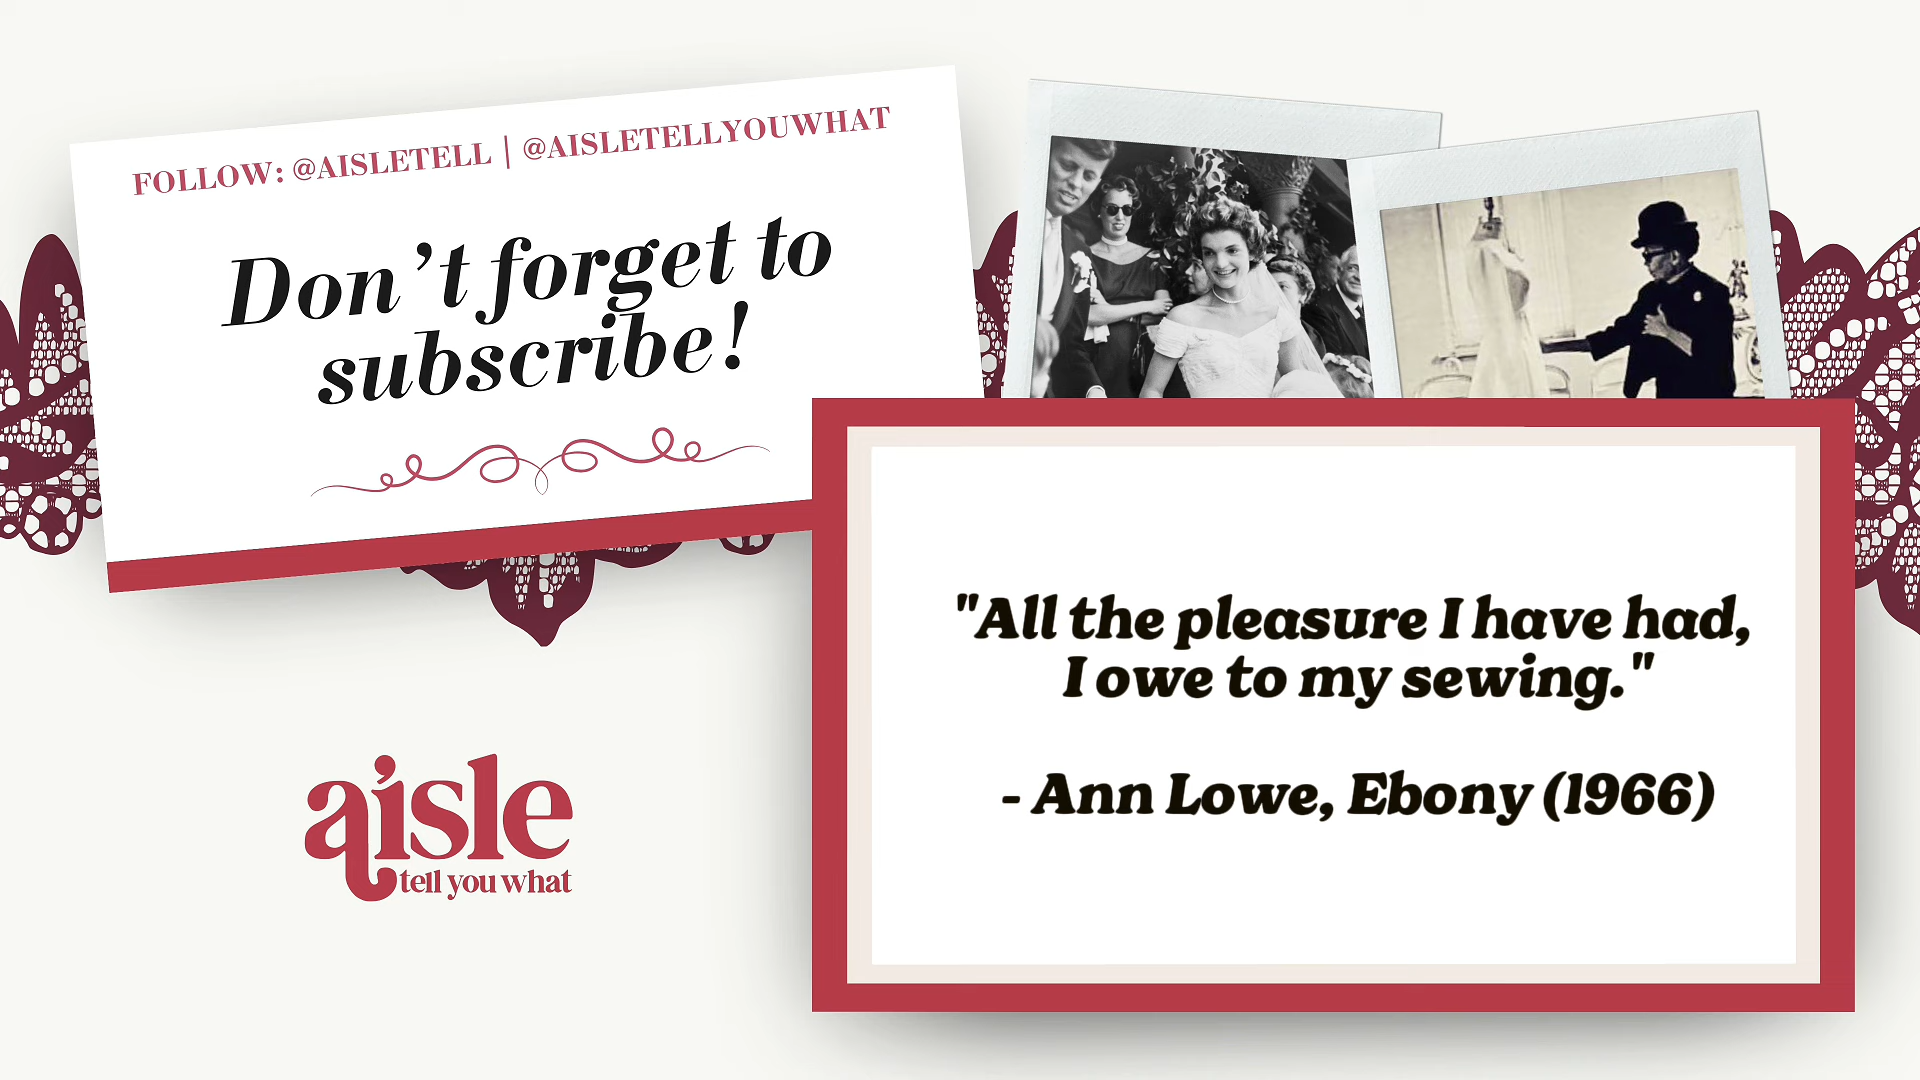 FOLLOW: @AISLETELL | @AISLETELLYOUWHAT
Don’t forget to
subscribe!
"All the pleasure I have had,
I owe to my sewing."
- Ann Lowe, Ebony (1966)
aisle
tell you what